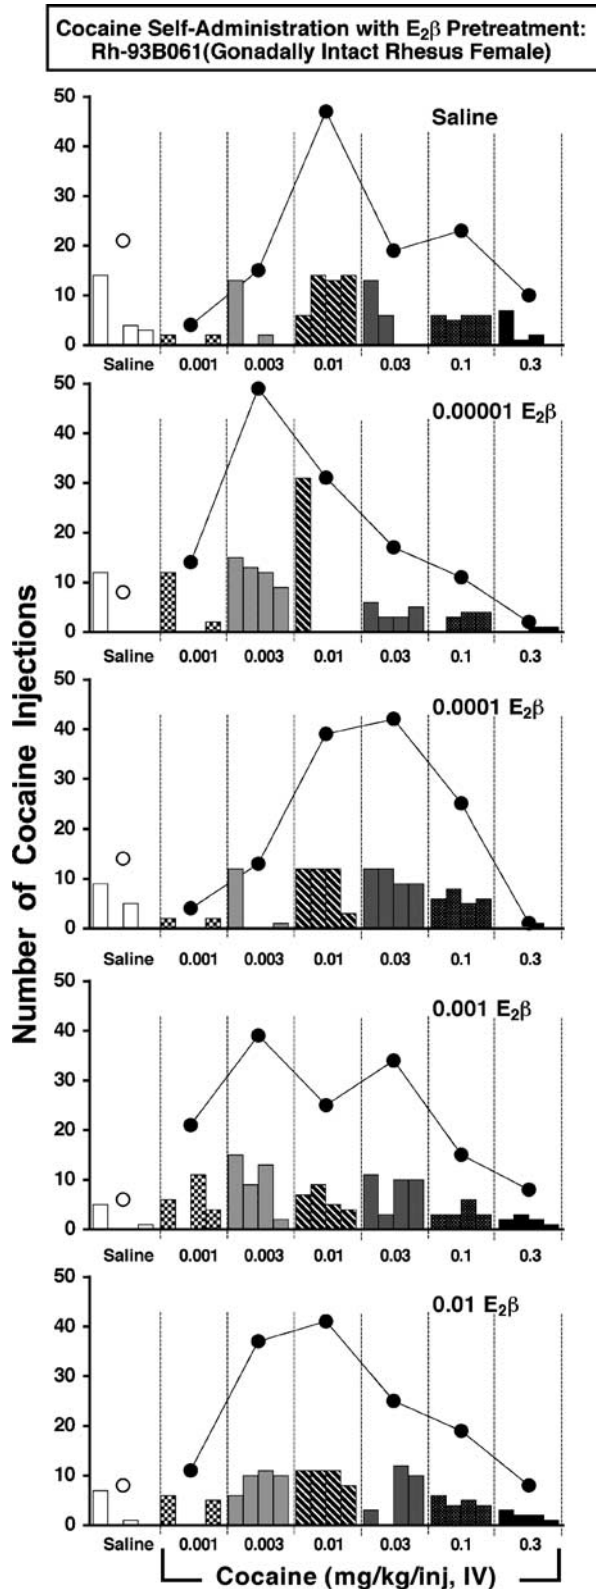 Cocaine Self-Administration with E₂β Pretreatment:
Rh-93B061(Gonadally Intact Rhesus Female)
Number of Cocaine Injections
Saline
50
40
30
20
10
0
Saline 0.001 0.003 0.01 0.03 0.1 0.3
0.00001 E₂β
50
40
30
20
10
0
Saline 0.001 0.003 0.01 0.03 0.1 0.3
0.0001 E₂β
50
40
30
20
10
0
Saline 0.001 0.003 0.01 0.03 0.1 0.3
0.001 E₂β
50
40
30
20
10
0
Saline 0.001 0.003 0.01 0.03 0.1 0.3
0.01 E₂β
50
40
30
20
10
0
Saline 0.001 0.003 0.01 0.03 0.1 0.3
Cocaine (mg/kg/inj, IV)